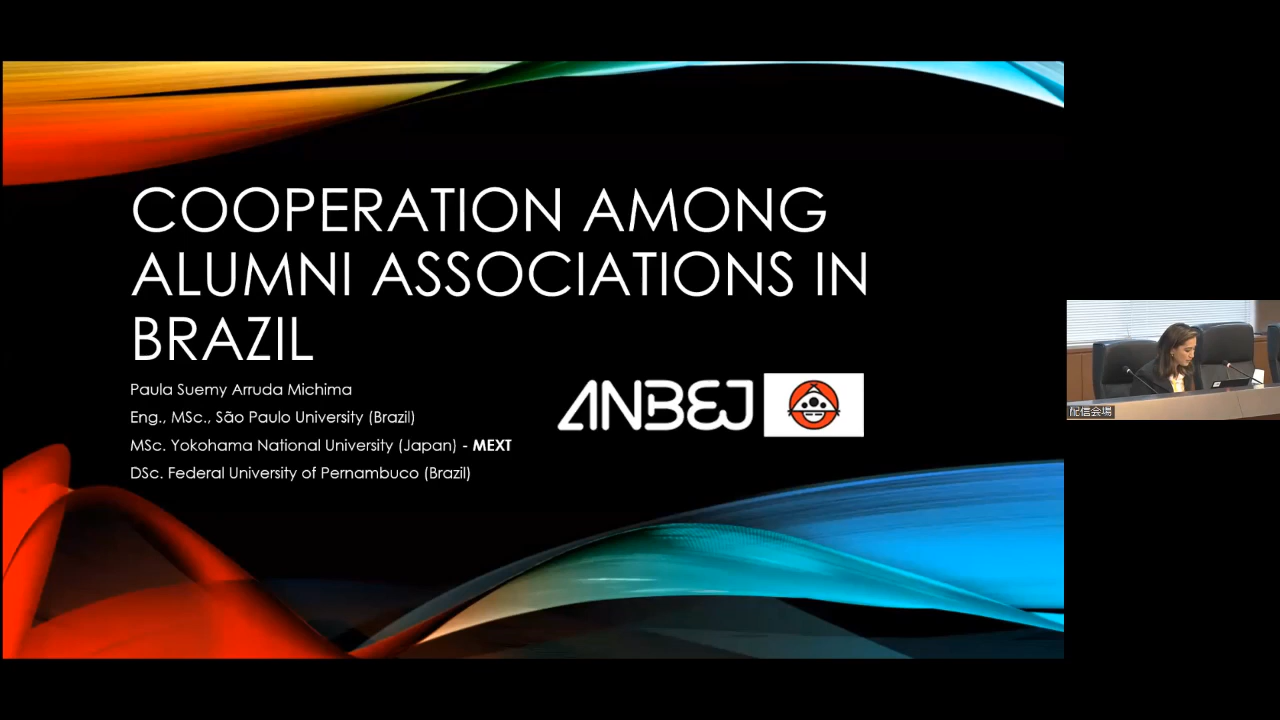 COOPERATION AMONG
ALUMNI ASSOCIATIONS IN
BRAZIL
Paula Suemy Arruda Michima
Eng., MSc., São Paulo University (Brazil)
MSc. Yokohama National University (Japan) - MEXT
DSc. Federal University of Pernambuco (Brazil)
ANBEJ
配信会場